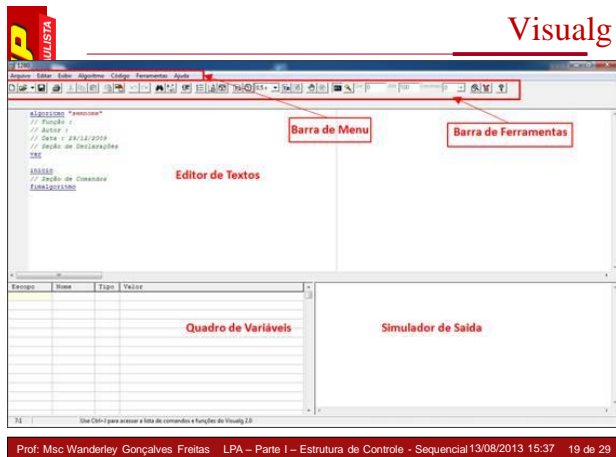 Visualg
P
ULISTA
Arquivo Editar Exibir Algoritmo Código Ferramentas Ajuda
Barra de Menu
Barra de Ferramentas
algoritmo "semnome"
// Função :
// Autor :
// Data : 28/12/2009
// Seção de Declarações
var
inicio
// Seção de Comandos
fimalgoritmo
Editor de Textos
Escopo Nome Tipo Valor
Quadro de Variáveis
Simulador de Saída
7:1 Use Ctrl+J para acessar a lista de comandos e funções do Visualg 2.0
Prof: Msc Wanderley Gonçalves Freitas LPA – Parte I – Estrutura de Controle - Sequencial 13/08/2013 15:37 19 de 29